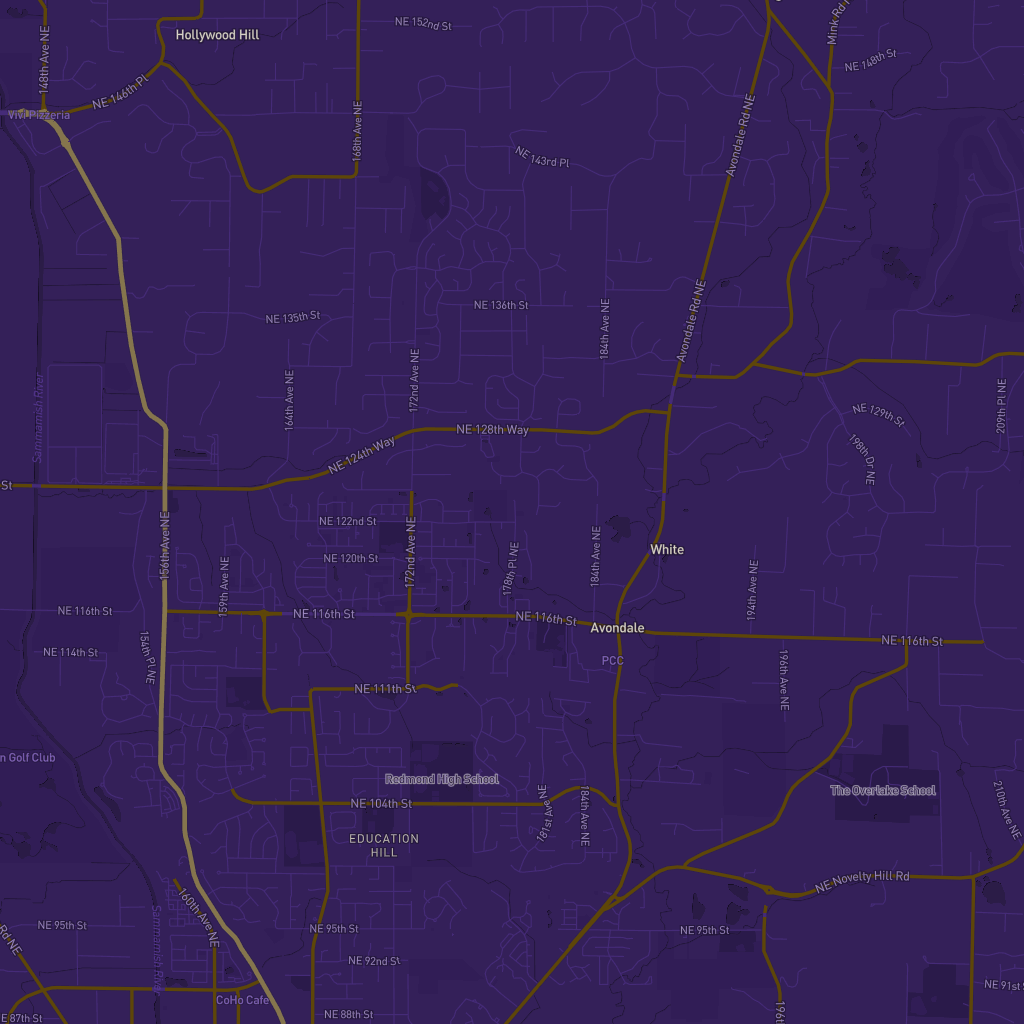 NE 152nd St
Hollywood Hill
148th Ave NE
Mink Rd N
NE 148th St
NE 146th Pl
Vivi Pizzeria
168th Ave NE
Avondale Rd NE
NE 143rd Pl
NE 136th St
NE 135th St
184th Ave NE
Avondale Rd NE
164th Ave NE
172nd Ave NE
Sammamish River
209th Pl NE
NE 129th St
NE 128th Way
NE 124th Way
198th Dr NE
St
NE 122nd St
156th Ave NE
172nd Ave NE
White
NE 120th St
178th Pl NE
184th Ave NE
159th Ave NE
194th Ave NE
NE 116th St
NE 116th St
NE 116th St
Avondale
NE 116th St
154th Pl NE
NE 114th St
PCC
196th Ave NE
NE 111th St
n Golf Club
Redmond High School
The Overlake School
NE 104th St
181st Ave NE
184th Ave NE
210th Ave NE
EDUCATION
HILL
NE Novelty Hill Rd
160th Ave NE
NE 95th St
NE 95th St
NE 95th St
Rd NE
Sammamish River
NE 92nd St
CoHo Cafe
NE 91st S
E 87th St
NE 88th St
196th